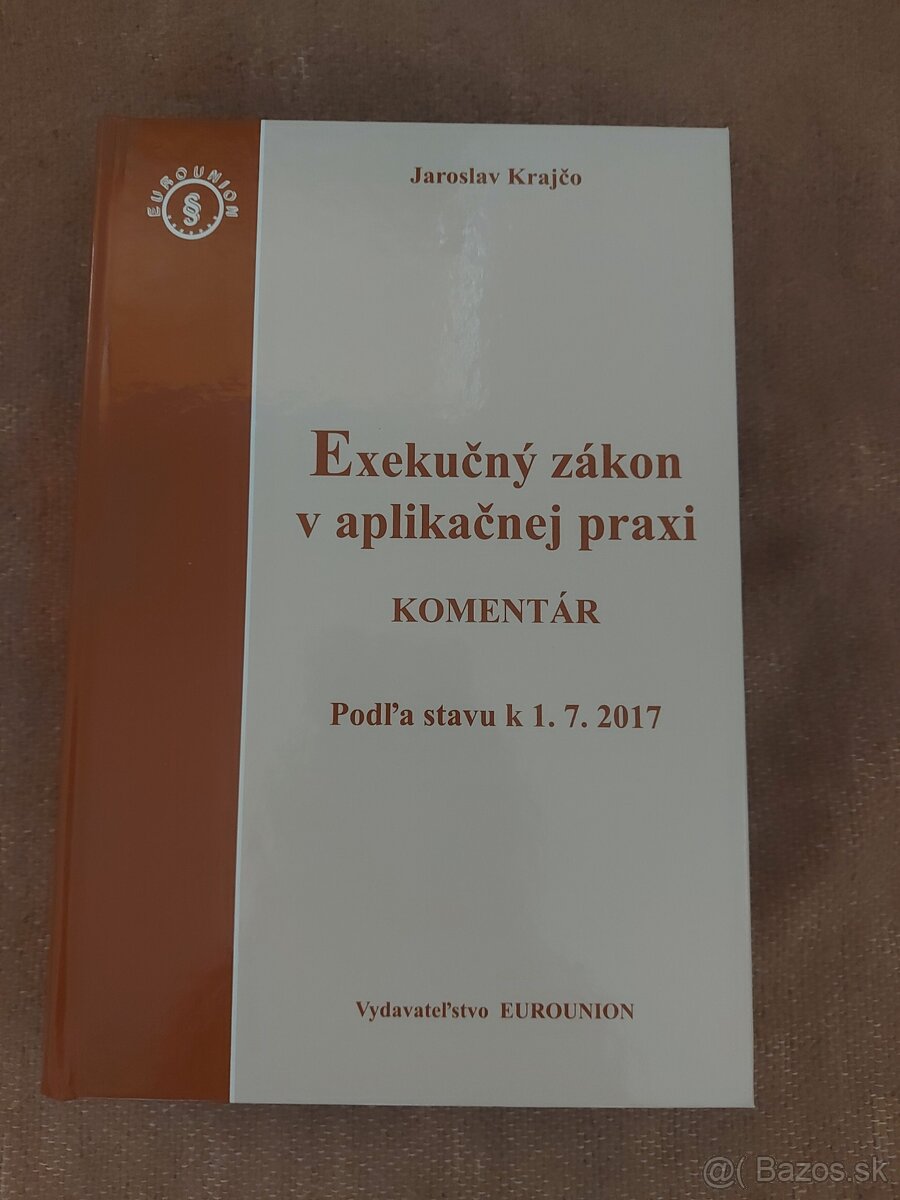 EUROUNION
§
Jaroslav Krajčo
Exekučný zákon
v aplikačnej praxi
KOMENTÁR
Podľa stavu k 1. 7. 2017
Vydavateľstvo EUROUNION
@( Bazos.sk